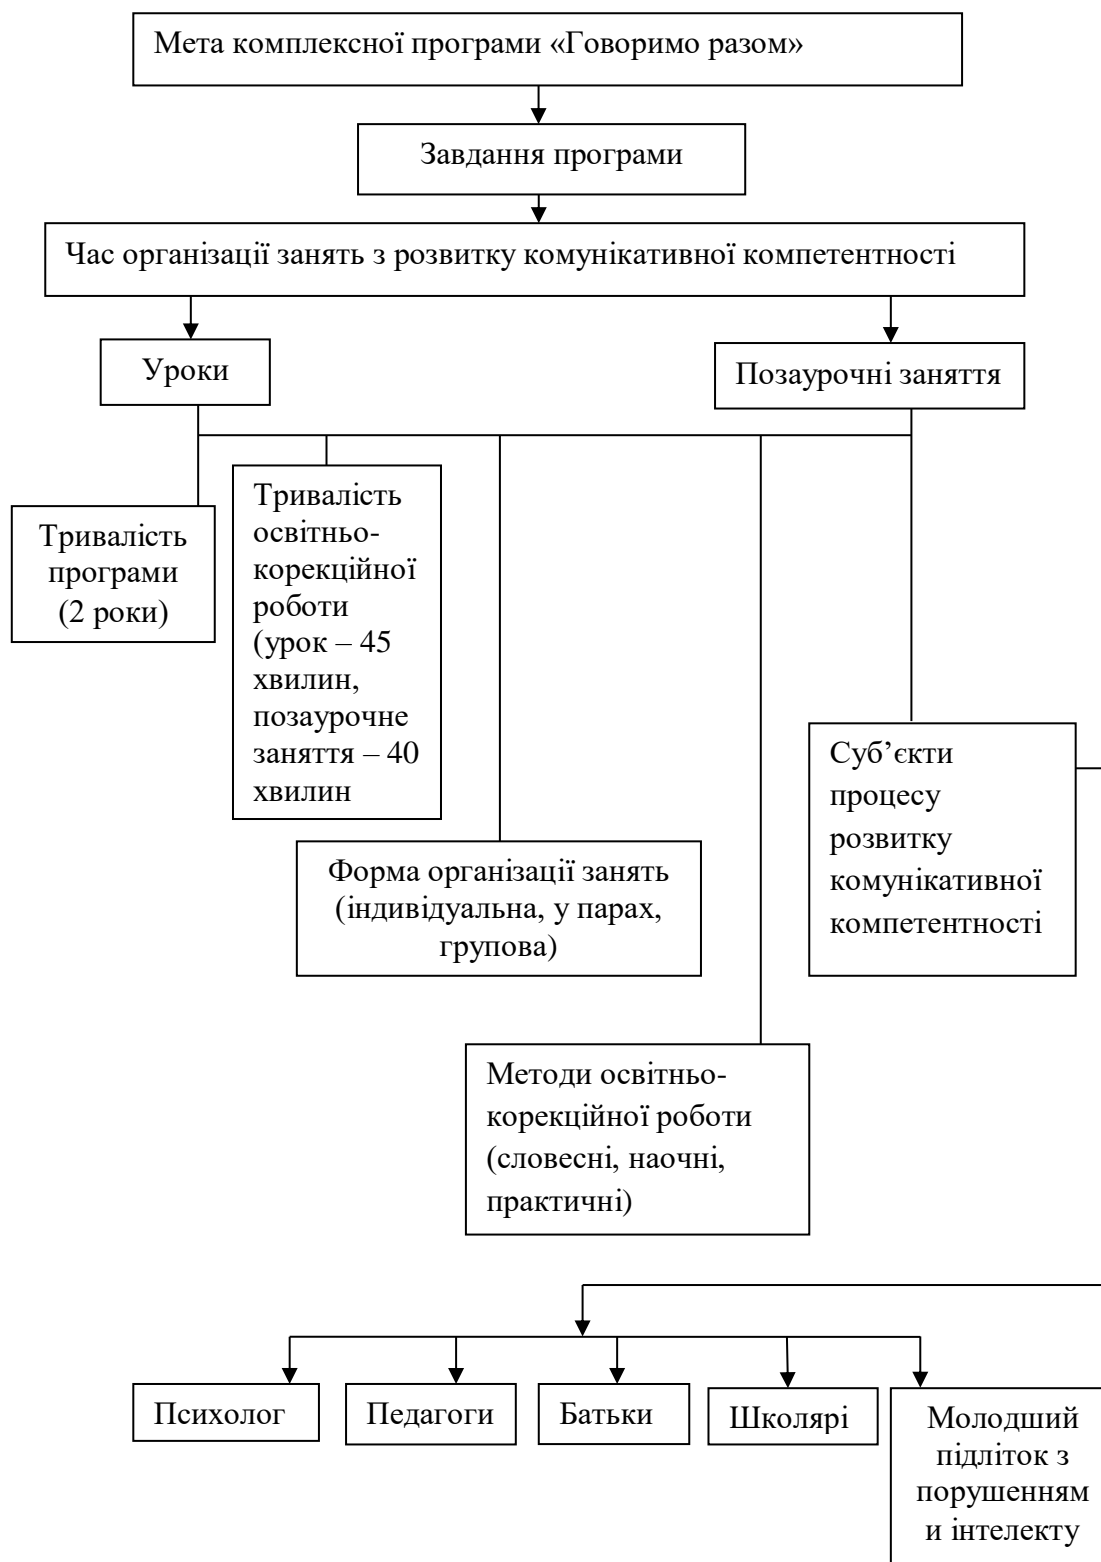 Мета комплексної програми «Говоримо разом»
Завдання програми
Час організації занять з розвитку комунікативної компетентності
Уроки
Позаурочні заняття
Тривалість
програми
(2 роки)
Тривалість
освітньо-
корекційної
роботи
(урок – 45
хвилин,
позаурочне
заняття – 40
хвилин
Форма організації занять
(індивідуальна, у парах,
групова)
Методи освітньо-
корекційної роботи
(словесні, наочні,
практичні)
Суб’єкти
процесу
розвитку
комунікативної
компетентності
Психолог
Педагоги
Батьки
Школярі
Молодший
підліток з
порушенням
и інтелекту